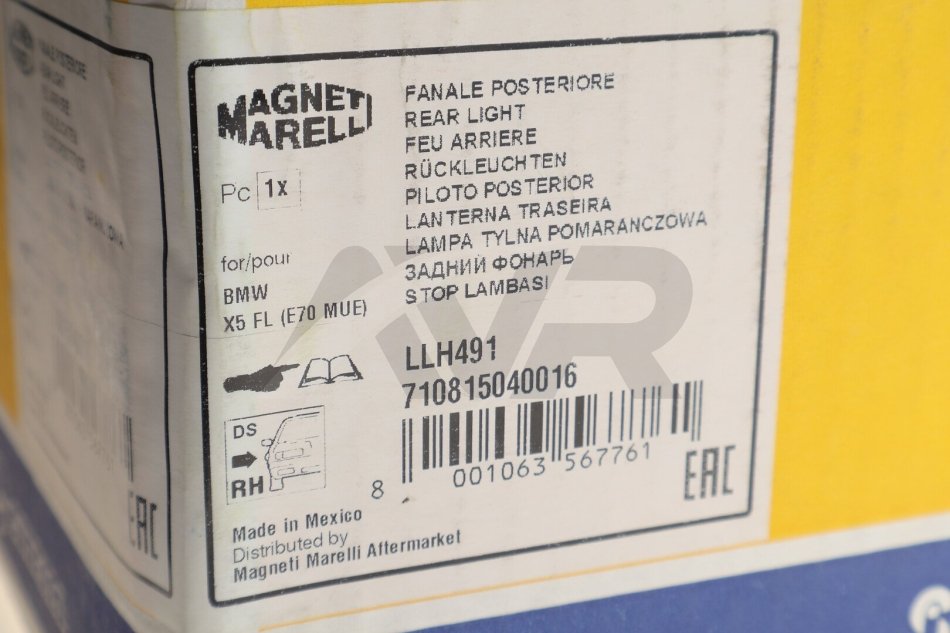 MAGNETI
MARELLI
Pc 1x
for/pour
BMW
X5 FL (E70 MUE)
DS
RH
Made in Mexico
Distributed by
Magneti Marelli Aftermarket
FANALE POSTERIORE
REAR LIGHT
FEU ARRIERE
RÜCKLEUCHTEN
PILOTO POSTERIOR
LANTERNA TRASEIRA
LAMPA TYLNA POMARANCZOWA
ЗАДНИЙ ФОНАРЬ
STOP LAMBASI
LLH491
710815040016
8 001063 567761
EAC
EAC
AVR